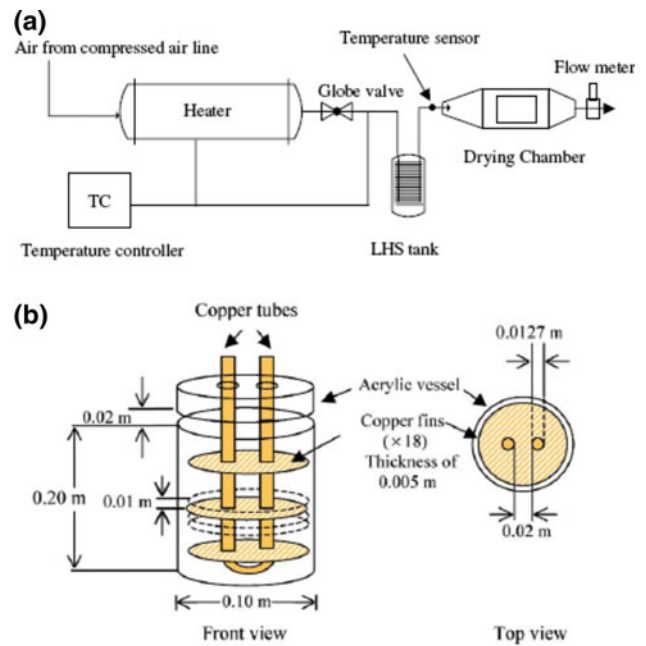 (a)
Air from compressed air line
Temperature sensor
Flow meter
Heater
Globe valve
Drying Chamber
TC
Temperature controller
LHS tank
(b)
Copper tubes
0.0127 m
Acrylic vessel
0.02 m
Copper fins
(×18)
Thickness of
0.005 m
0.20 m
0.01 m
0.02 m
0.10 m
Front view
Top view